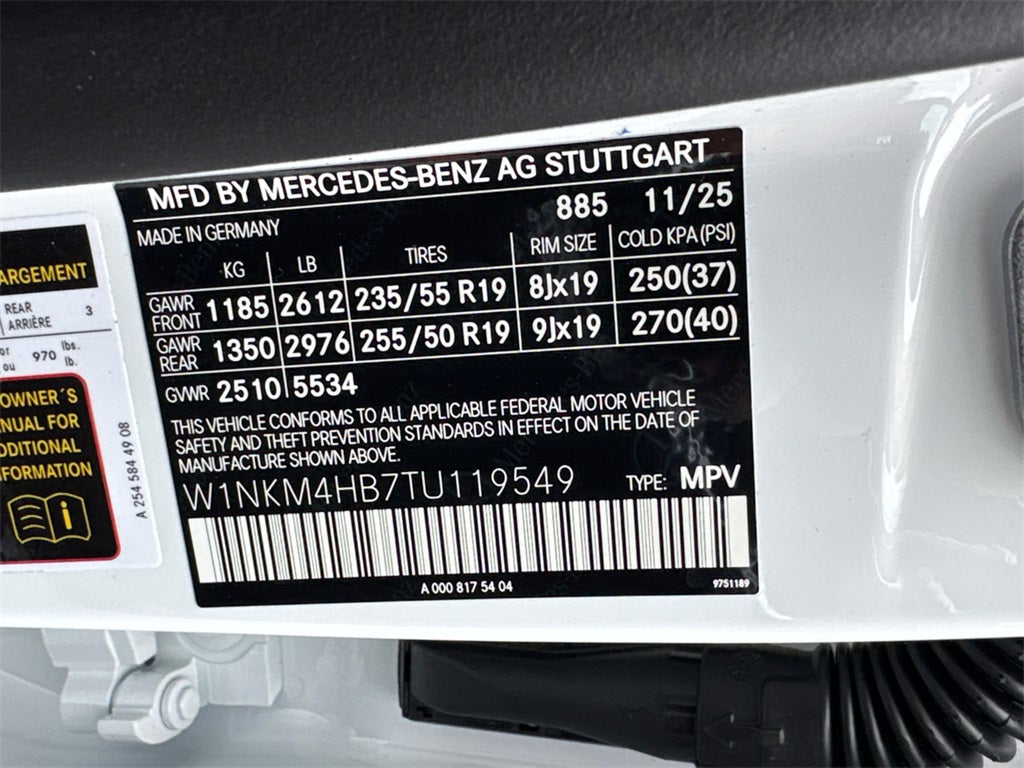 MFD BY MERCEDES-BENZ AG STUTTGART
885 11/25
MADE IN GERMANY
KG LB TIRES RIM SIZE COLD KPA (PSI)
GAWR FRONT 1185 2612 235/55 R19 8Jx19 250(37)
GAWR REAR 1350 2976 255/50 R19 9Jx19 270(40)
GVWR 2510 5534
THIS VEHICLE CONFORMS TO ALL APPLICABLE FEDERAL MOTOR VEHICLE
SAFETY AND THEFT PREVENTION STANDARDS IN EFFECT ON THE DATE OF
MANUFACTURE SHOWN ABOVE.
W1NKM4HB7TU119549 TYPE: MPV
A 000 817 54 04
9751189
ARGEMENT
REAR
ARRIÈRE 3
or
ou 970 lbs.
lb.
OWNER´S
NUAL FOR
DDITIONAL
FORMATION
i
A 254 584 49 08